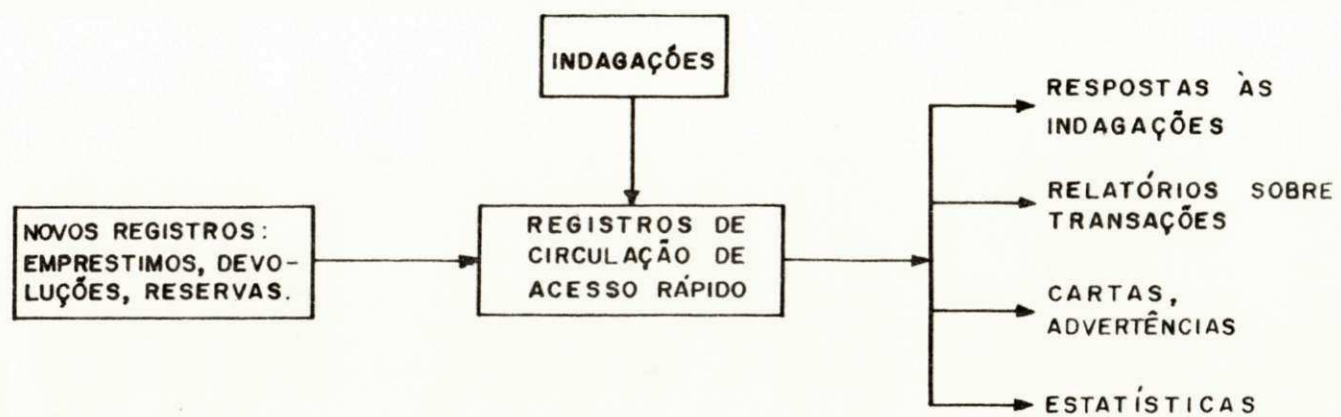 INDAGAÇÕES
NOVOS REGISTROS:
EMPRESTIMOS, DEVO-
LUÇÕES, RESERVAS.
REGISTROS DE
CIRCULAÇÃO DE
ACESSO RÁPIDO
RESPOSTAS ÀS
INDAGAÇÕES
RELATÓRIOS SOBRE
TRANSAÇÕES
CARTAS,
ADVERTÊNCIAS
ESTATÍSTICAS